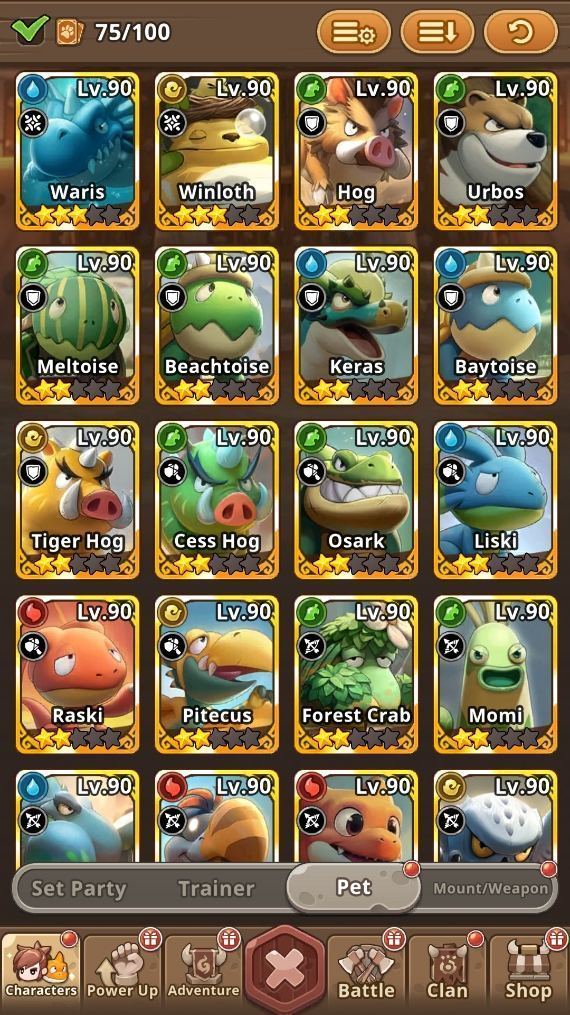 75/100
Lv.90 Lv.90 Lv.90 Lv.90
Waris Winloth Hog Urbos
Lv.90 Lv.90 Lv.90 Lv.90
Meltoise Beachtoise Keras Baytoise
Lv.90 Lv.90 Lv.90 Lv.90
Tiger Hog Cess Hog Osark Liski
Lv.90 Lv.90 Lv.90 Lv.90
Raski Pitecus Forest Crab Momi
Lv.90 Lv.90 Lv.90 Lv.90
Set Party Trainer Pet Mount/Weapon
Characters Power Up Adventure Battle Clan Shop